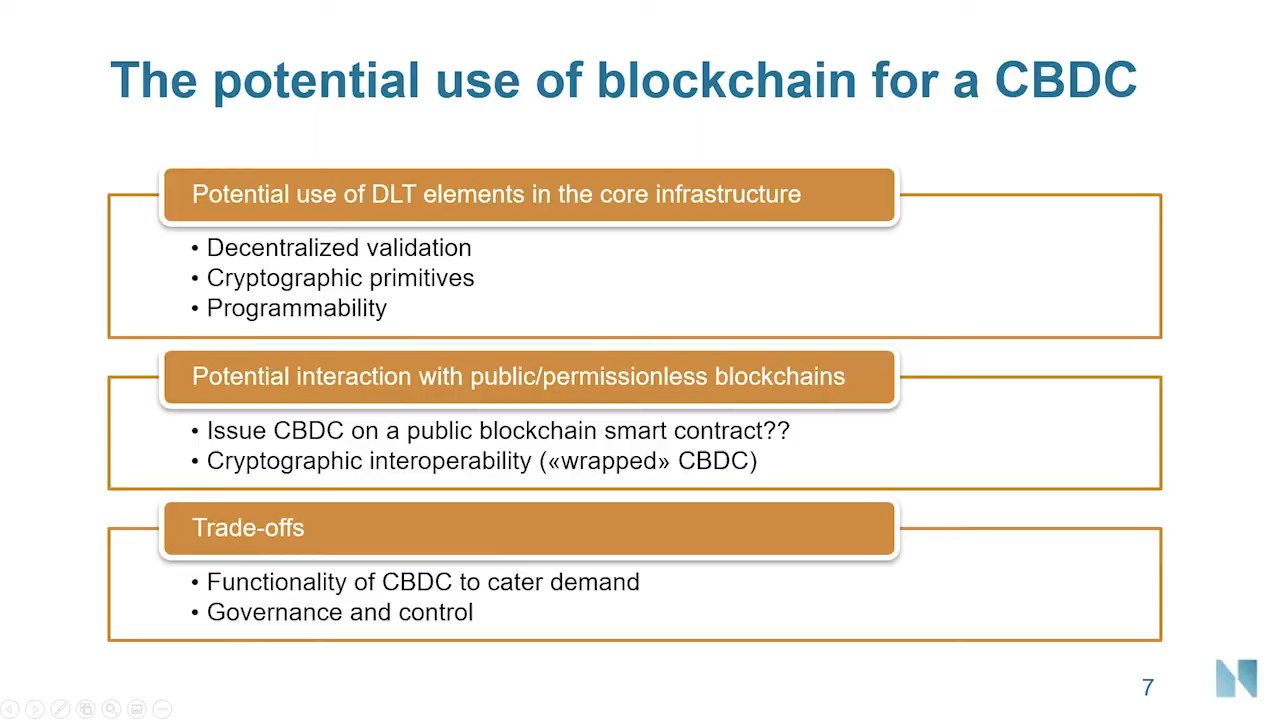 The potential use of blockchain for a CBDC
Potential use of DLT elements in the core infrastructure
• Decentralized validation
• Cryptographic primitives
• Programmability
Potential interaction with public/permissionless blockchains
• Issue CBDC on a public blockchain smart contract??
• Cryptographic interoperability («wrapped» CBDC)
Trade-offs
• Functionality of CBDC to cater demand
• Governance and control
7